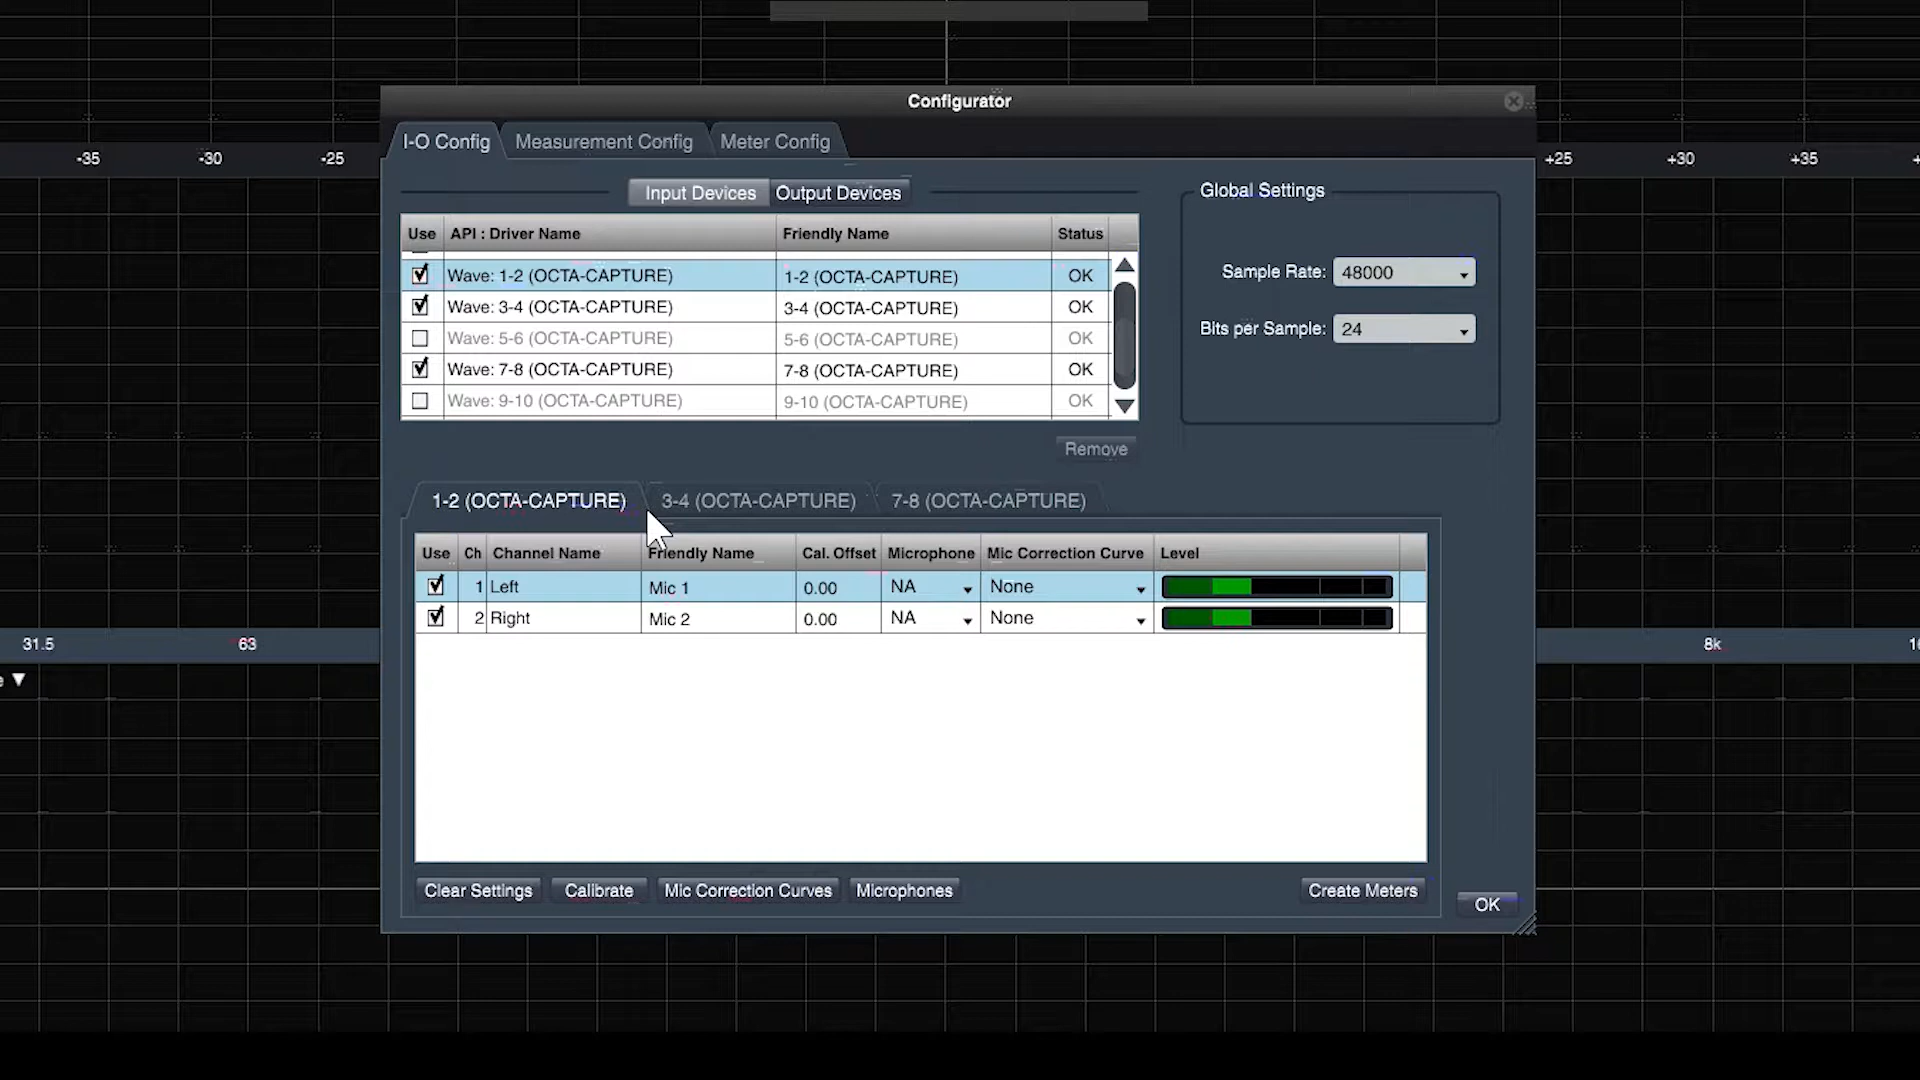 Configurator
I-O Config Measurement Config Meter Config
-35 -30 -25 +25 +30 +35
Input Devices Output Devices
Global Settings
Use API : Driver Name Friendly Name Status
Wave: 1-2 (OCTA-CAPTURE) 1-2 (OCTA-CAPTURE) OK
Wave: 3-4 (OCTA-CAPTURE) 3-4 (OCTA-CAPTURE) OK
Wave: 5-6 (OCTA-CAPTURE) 5-6 (OCTA-CAPTURE) OK
Wave: 7-8 (OCTA-CAPTURE) 7-8 (OCTA-CAPTURE) OK
Wave: 9-10 (OCTA-CAPTURE) 9-10 (OCTA-CAPTURE) OK
Sample Rate: 48000
Bits per Sample: 24
Remove
1-2 (OCTA-CAPTURE) 3-4 (OCTA-CAPTURE) 7-8 (OCTA-CAPTURE)
Use Ch Channel Name Friendly Name Cal. Offset Microphone Mic Correction Curve Level
1 Left Mic 1 0.00 NA None
2 Right Mic 2 0.00 NA None
31.5 63 8k
Clear Settings Calibrate Mic Correction Curves Microphones Create Meters
OK